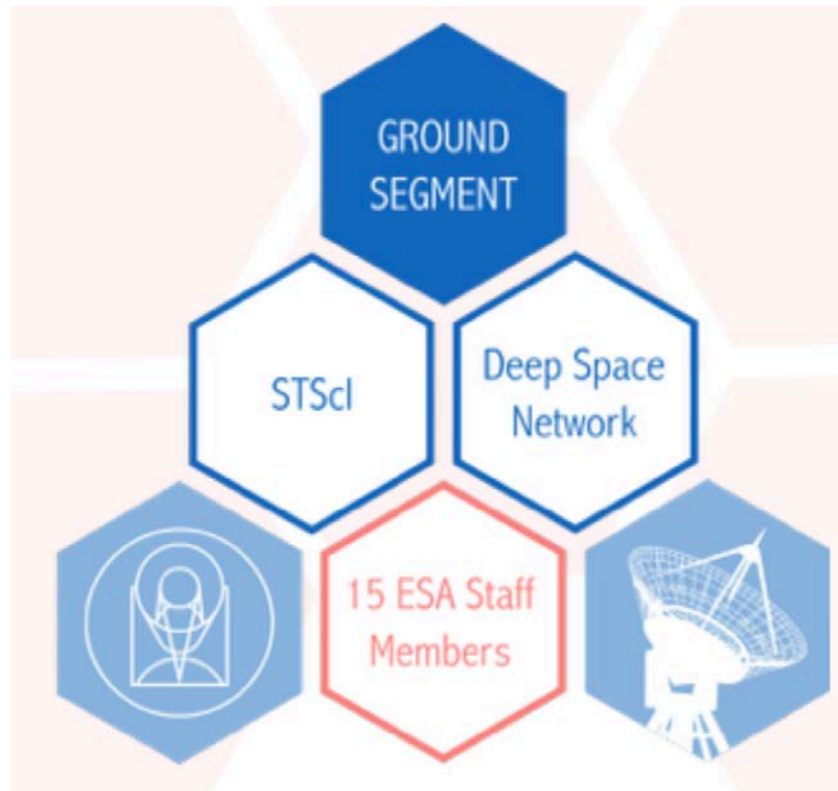 GROUND
SEGMENT
STScI
Deep Space
Network
15 ESA Staff
Members